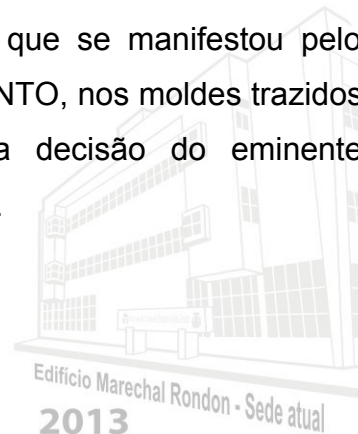 que se manifestou pelo
NTO, nos moldes trazidos
a decisão do eminente
.
Edifício Marechal Rondon - Sede atual
2013